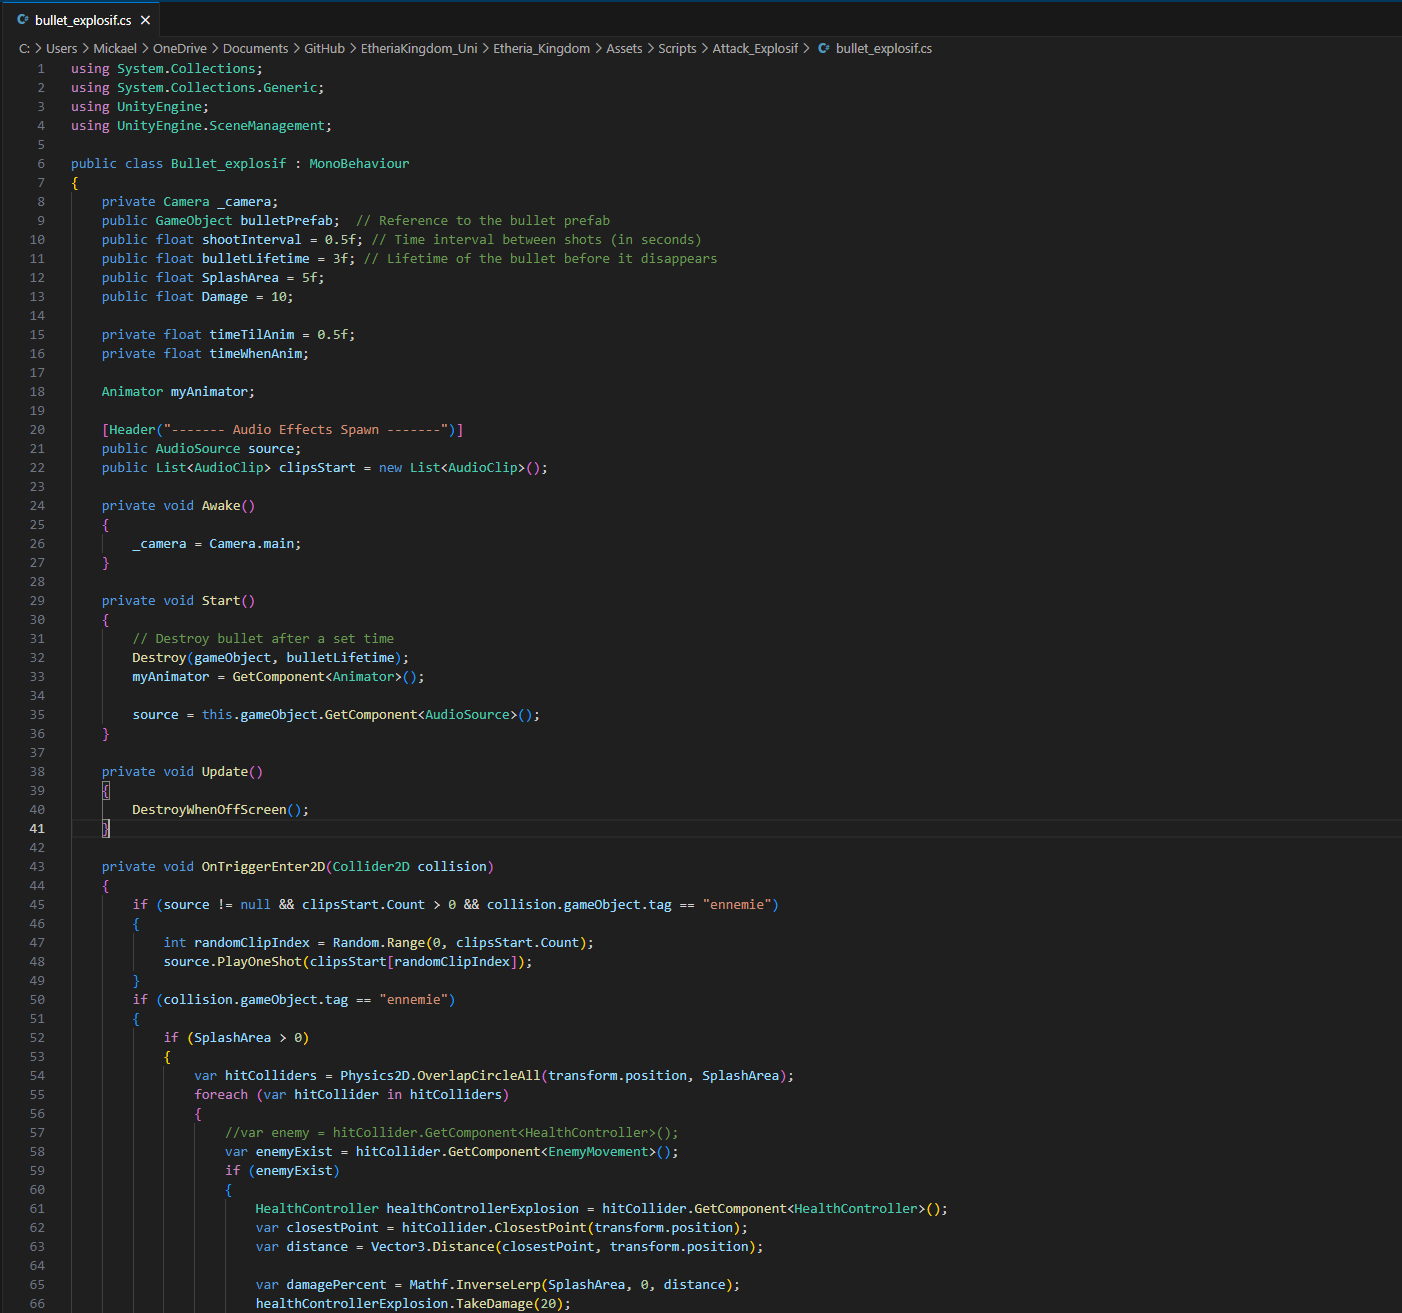 C# bullet_explosif.cs ×
C: > Users > Mickael > OneDrive > Documents > GitHub > EtheriaKingdom_Uni > Etheria_Kingdom > Assets > Scripts > Attack_Explosif > C# bullet_explosif.cs
1 using System.Collections;
2 using System.Collections.Generic;
3 using UnityEngine;
4 using UnityEngine.SceneManagement;
5
6 public class Bullet_explosif : MonoBehaviour
7 {
8     private Camera _camera;
9     public GameObject bulletPrefab;  // Reference to the bullet prefab
10     public float shootInterval = 0.5f; // Time interval between shots (in seconds)
11     public float bulletLifetime = 3f; // Lifetime of the bullet before it disappears
12     public float SplashArea = 5f;
13     public float Damage = 10;
14
15     private float timeTilAnim = 0.5f;
16     private float timeWhenAnim;
17
18     Animator myAnimator;
19
20     [Header("------- Audio Effects Spawn -------")]
21     public AudioSource source;
22     public List<AudioClip> clipsStart = new List<AudioClip>();
23
24     private void Awake()
25     {
26         _camera = Camera.main;
27     }
28
29     private void Start()
30     {
31         // Destroy bullet after a set time
32         Destroy(gameObject, bulletLifetime);
33         myAnimator = GetComponent<Animator>();
34
35         source = this.gameObject.GetComponent<AudioSource>();
36     }
37
38     private void Update()
39     {
40         DestroyWhenOffScreen();
41     }
42
43     private void OnTriggerEnter2D(Collider2D collision)
44     {
45         if (source != null && clipsStart.Count > 0 && collision.gameObject.tag == "ennemie")
46         {
47             int randomClipIndex = Random.Range(0, clipsStart.Count);
48             source.PlayOneShot(clipsStart[randomClipIndex]);
49         }
50         if (collision.gameObject.tag == "ennemie")
51         {
52             if (SplashArea > 0)
53             {
54                 var hitColliders = Physics2D.OverlapCircleAll(transform.position, SplashArea);
55                 foreach (var hitCollider in hitColliders)
56                 {
57                     //var enemy = hitCollider.GetComponent<HealthController>();
58                     var enemyExist = hitCollider.GetComponent<EnemyMovement>();
59                     if (enemyExist)
60                     {
61                         HealthController healthControllerExplosion = hitCollider.GetComponent<HealthController>();
62                         var closestPoint = hitCollider.ClosestPoint(transform.position);
63                         var distance = Vector3.Distance(closestPoint, transform.position);
64
65                         var damagePercent = Mathf.InverseLerp(SplashArea, 0, distance);
66                         healthControllerExplosion.TakeDamage(20);